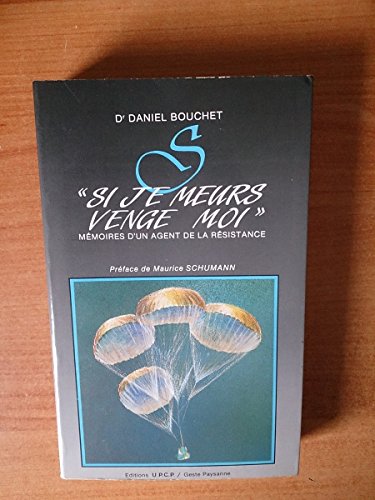 Dr DANIEL BOUCHET
S
« SI JE MEURS
VENGE MOI »
MÉMOIRES D'UN AGENT DE LA RÉSISTANCE
Préface de Maurice SCHUMANN
Editions U.P.C.P. / Geste Paysanne